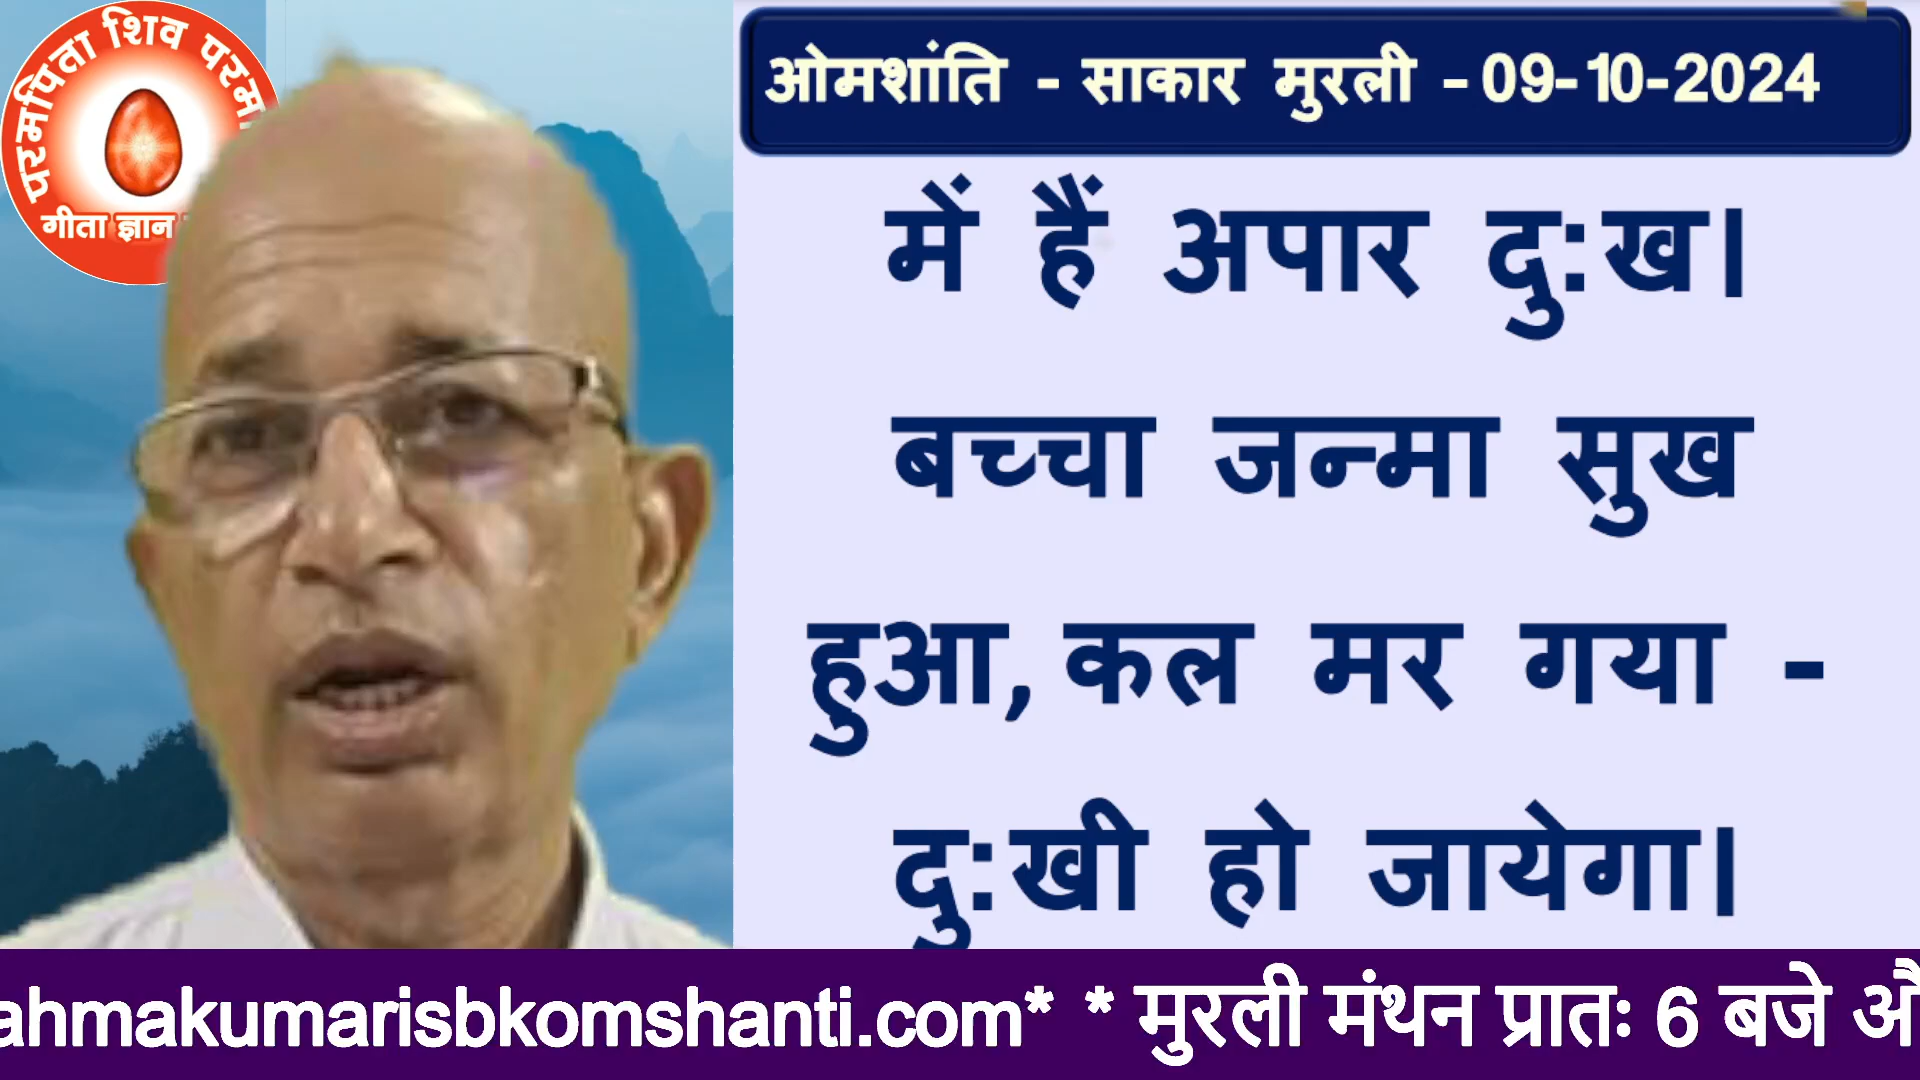 परमपिता शिव परमा
गीता ज्ञान
ओमशांति - साकार मुरली - 09-10-2024
में हैं अपार दु:ख।
बच्चा जन्मा सुख
हुआ, कल मर गया -
दु:खी हो जायेगा।
ahmakumarisbkomshanti.com* * मुरली मंथन प्रातः 6 बजे औ